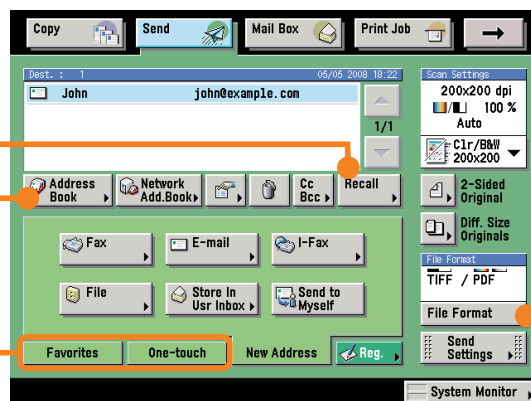 Copy
Send
Mail Box
Print Job
Dest. : 1
05/05 2008 18:22
John
john@example.com
1/1
Address
Book
Network
Add.Book
Cc
Bcc
Recall
Fax
E-mail
I-Fax
File
Store In
Usr Inbox
Send to
Myself
Favorites
One-touch
New Address
Reg.
Scan Settings
200x200 dpi
100 %
Auto
Clr/B&W
200x200
2-Sided
Original
Diff. Size
Originals
File Format
TIFF / PDF
File Format
Send
Settings
System Monitor